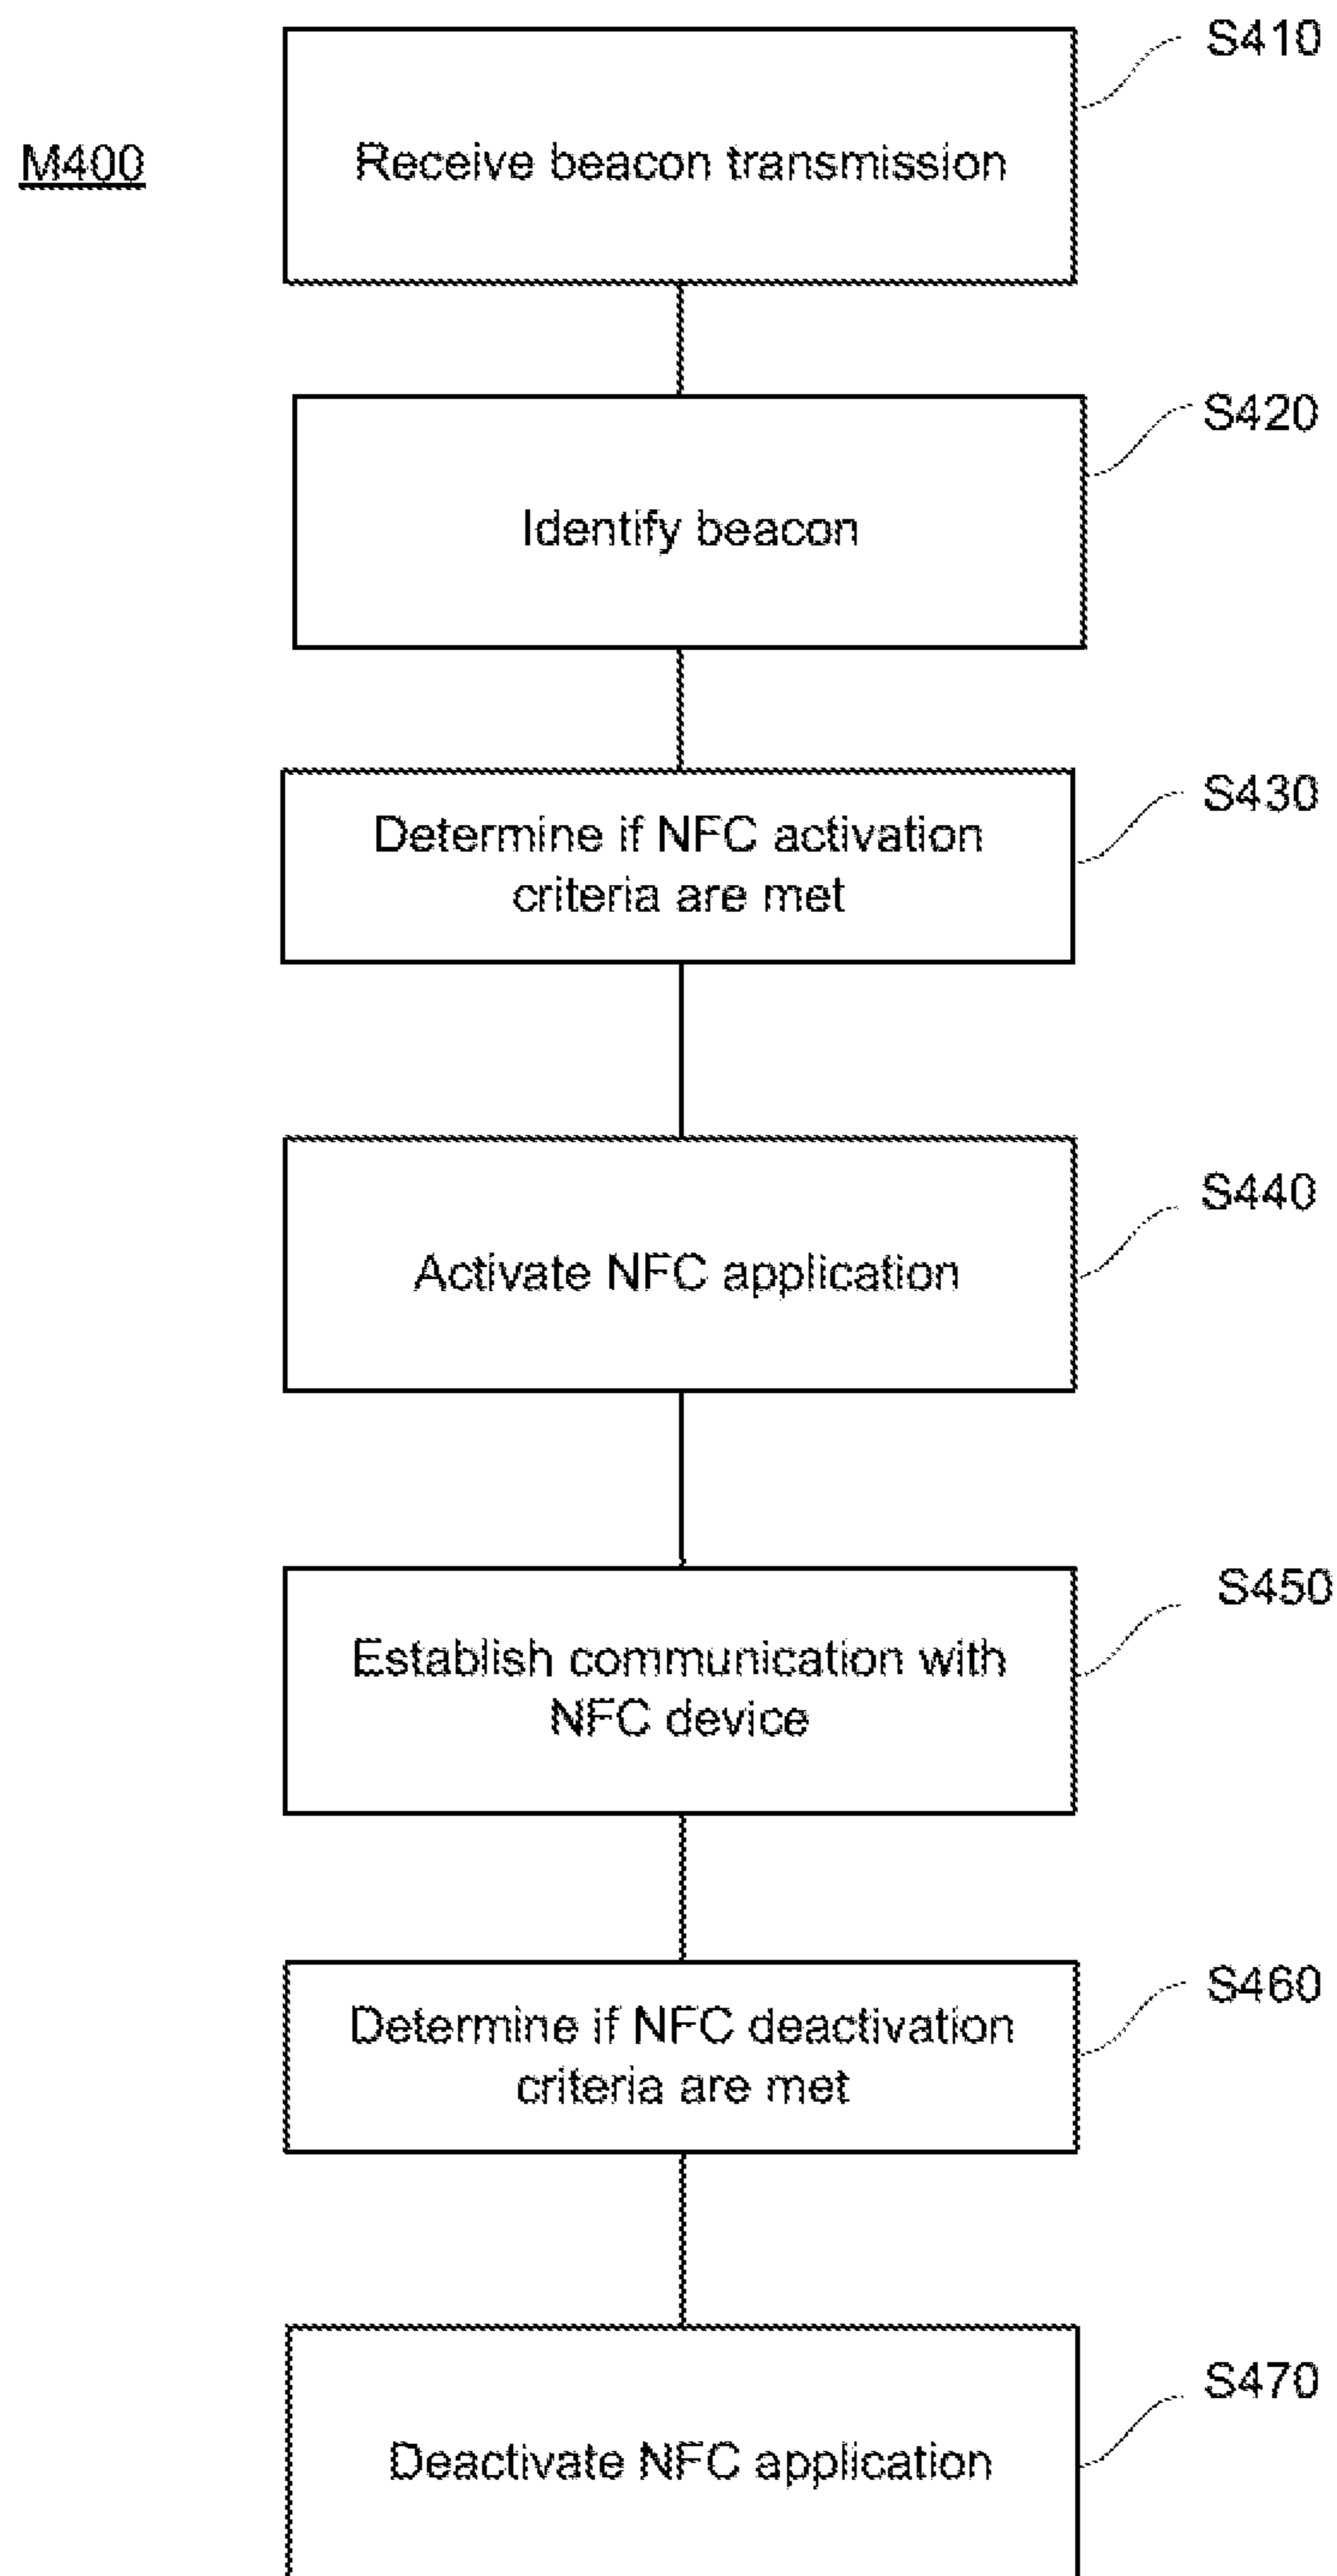 S410
M400
Receive beacon transmission
S420
Identify beacon
S430
Determine if NFC activation
criteria are met
S440
Activate NFC application
S450
Establish communication with
NFC device
S460
Determine if NFC deactivation
criteria are met
S470
Deactivate NFC application